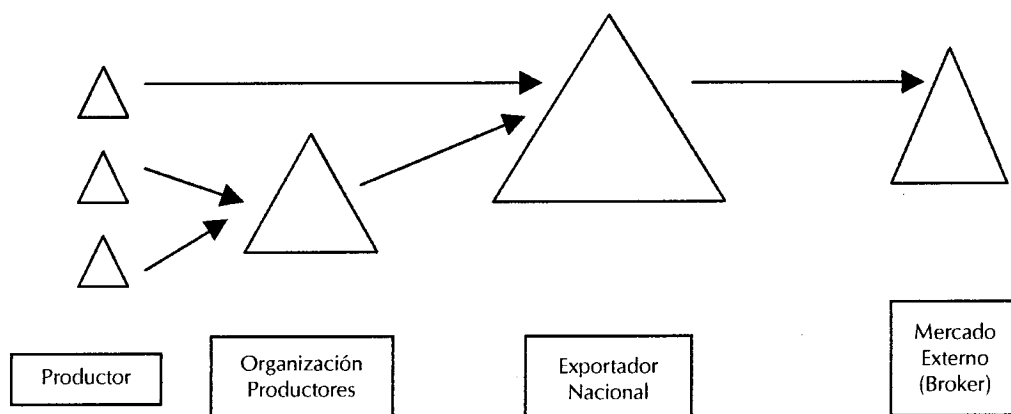 Productor
Organización
Productores
Exportador
Nacional
Mercado
Externo
(Broker)